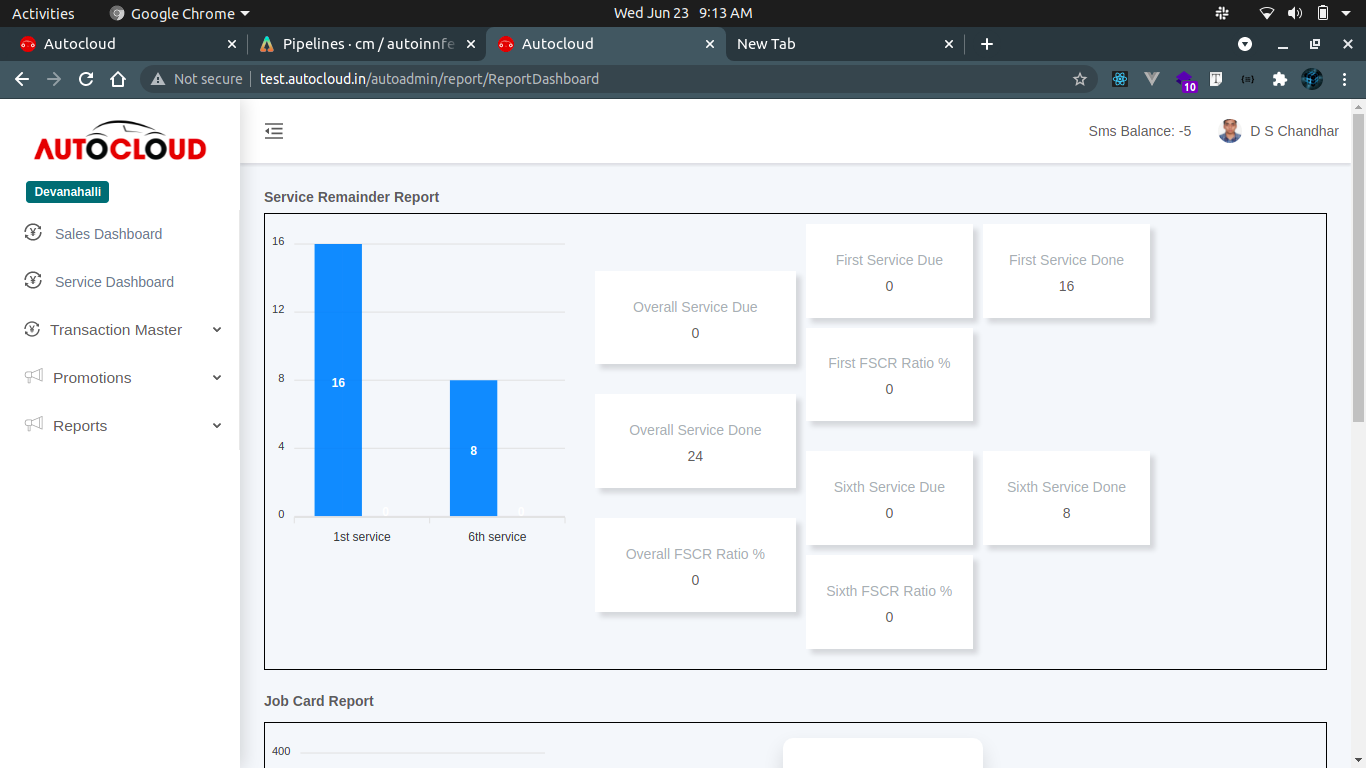 Activities
Google Chrome
Wed Jun 23 9:13 AM
Autocloud
Pipelines · cm / autoinnfe
Autocloud
New Tab
Not secure
test.autocloud.in/autoadmin/report/ReportDashboard
10
AUTOCLOUD
Devanahalli
Sales Dashboard
Service Dashboard
Transaction Master
Promotions
Reports
Sms Balance: -5
D S Chandhar
Service Remainder Report
16
12
8
4
0
16
0
8
0
1st service
6th service
Overall Service Due
0
Overall Service Done
24
Overall FSCR Ratio %
0
First Service Due
0
First Service Done
16
First FSCR Ratio %
0
Sixth Service Due
0
Sixth Service Done
8
Sixth FSCR Ratio %
0
Job Card Report
400